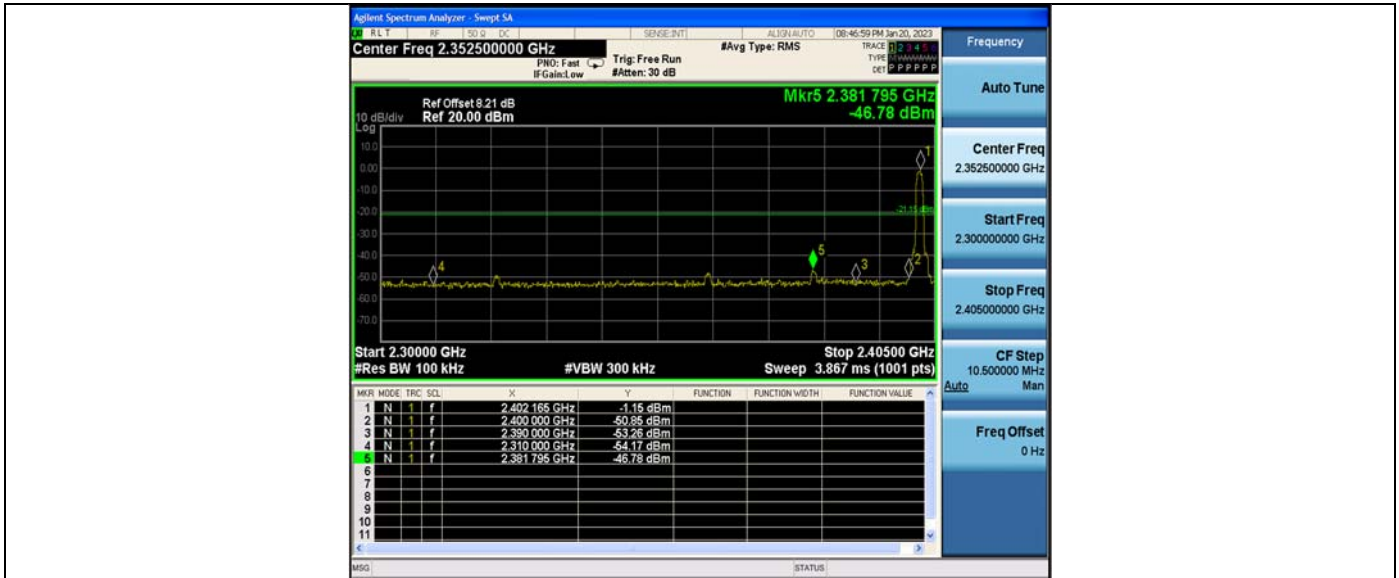 Agilent Spectrum Analyzer - Swept SA
RLT RF 50 Ω DC SENSE:INT ALIGN AUTO 08:46:59 PM Jan 20, 2023
Center Freq 2.352500000 GHz #Avg Type: RMS TRACE 1 2 3 4 5 6
PNO: Fast Trig: Free Run TYPE
IFGain:Low #Atten: 30 dB DET P P P P P P
Frequency
Auto Tune
Center Freq
2.352500000 GHz
Start Freq
2.300000000 GHz
Stop Freq
2.405000000 GHz
CF Step
10.500000 MHz
Auto Man
Freq Offset
0 Hz
Mkr5 2.381 795 GHz
-46.78 dBm
Ref Offset 8.21 dB
10 dB/div Ref 20.00 dBm
Log
10.0
0.00
-10.0
-20.0
-30.0
-40.0
-50.0
-60.0
-70.0
1
-21.15 dBm
5
4
3
2
Start 2.30000 GHz Stop 2.40500 GHz
#Res BW 100 kHz #VBW 300 kHz Sweep 3.867 ms (1001 pts)
MKR MODE TRC SCL X Y FUNCTION FUNCTION WIDTH FUNCTION VALUE
1 N 1 f 2.402 165 GHz -1.15 dBm
2 N 1 f 2.400 000 GHz -50.85 dBm
3 N 1 f 2.390 000 GHz -53.26 dBm
4 N 1 f 2.310 000 GHz -54.17 dBm
5 N 1 f 2.381 795 GHz -46.78 dBm
6
7
8
9
10
11
MSG STATUS